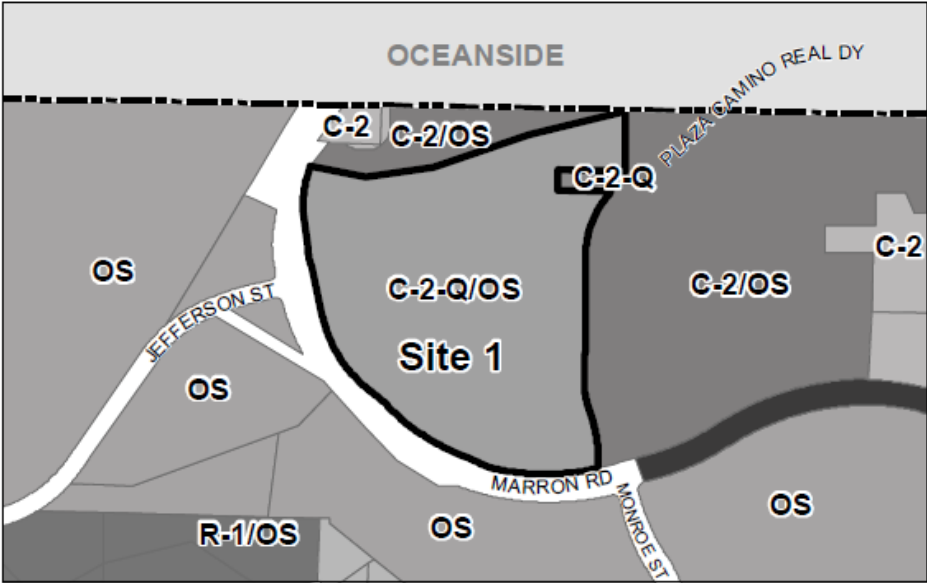 OCEANSIDE
PLAZA CAMINO REAL DY
C-2
C-2/OS
C-2-Q
C-2
OS
C-2-Q/OS
C-2/OS
JEFFERSON ST
Site 1
OS
MARRON RD
MONROE ST
OS
R-1/OS
OS